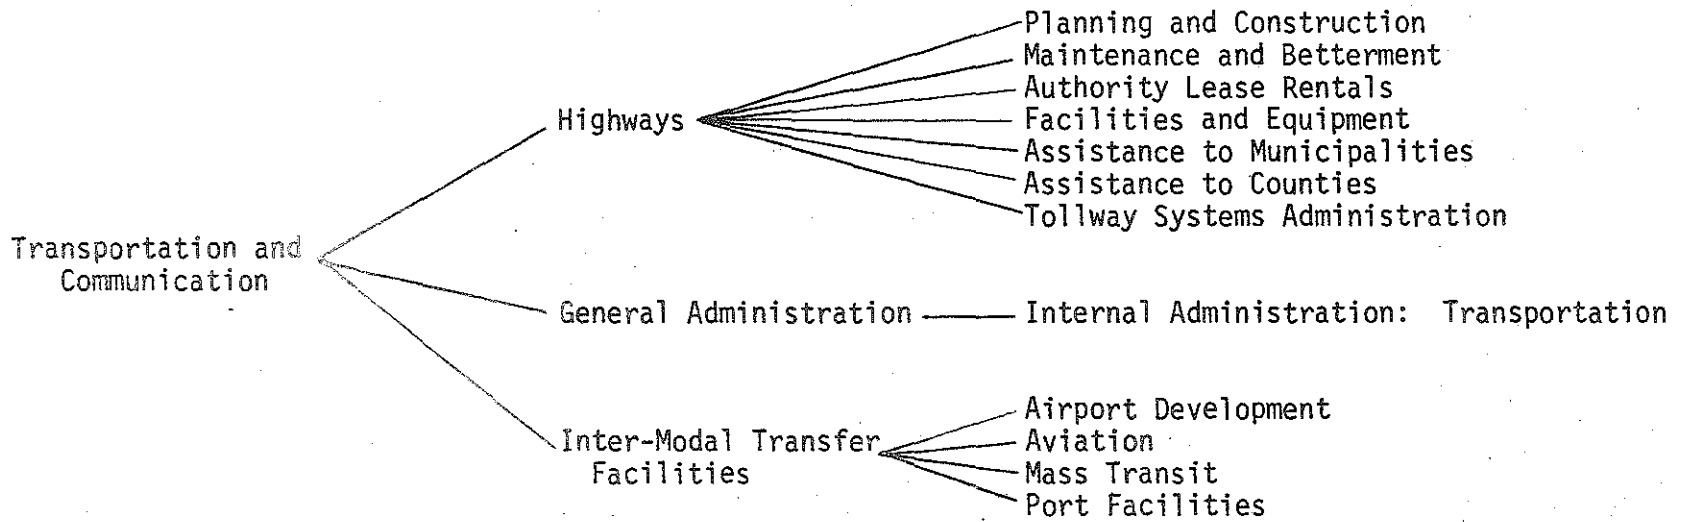 Planning and Construction
Maintenance and Betterment
Authority Lease Rentals
Highways
Facilities and Equipment
Assistance to Municipalities
Assistance to Counties
Tollway Systems Administration
Transportation and
Communication
General Administration
Internal Administration: Transportation
Airport Development
Inter-Modal Transfer
Facilities
Aviation
Mass Transit
Port Facilities